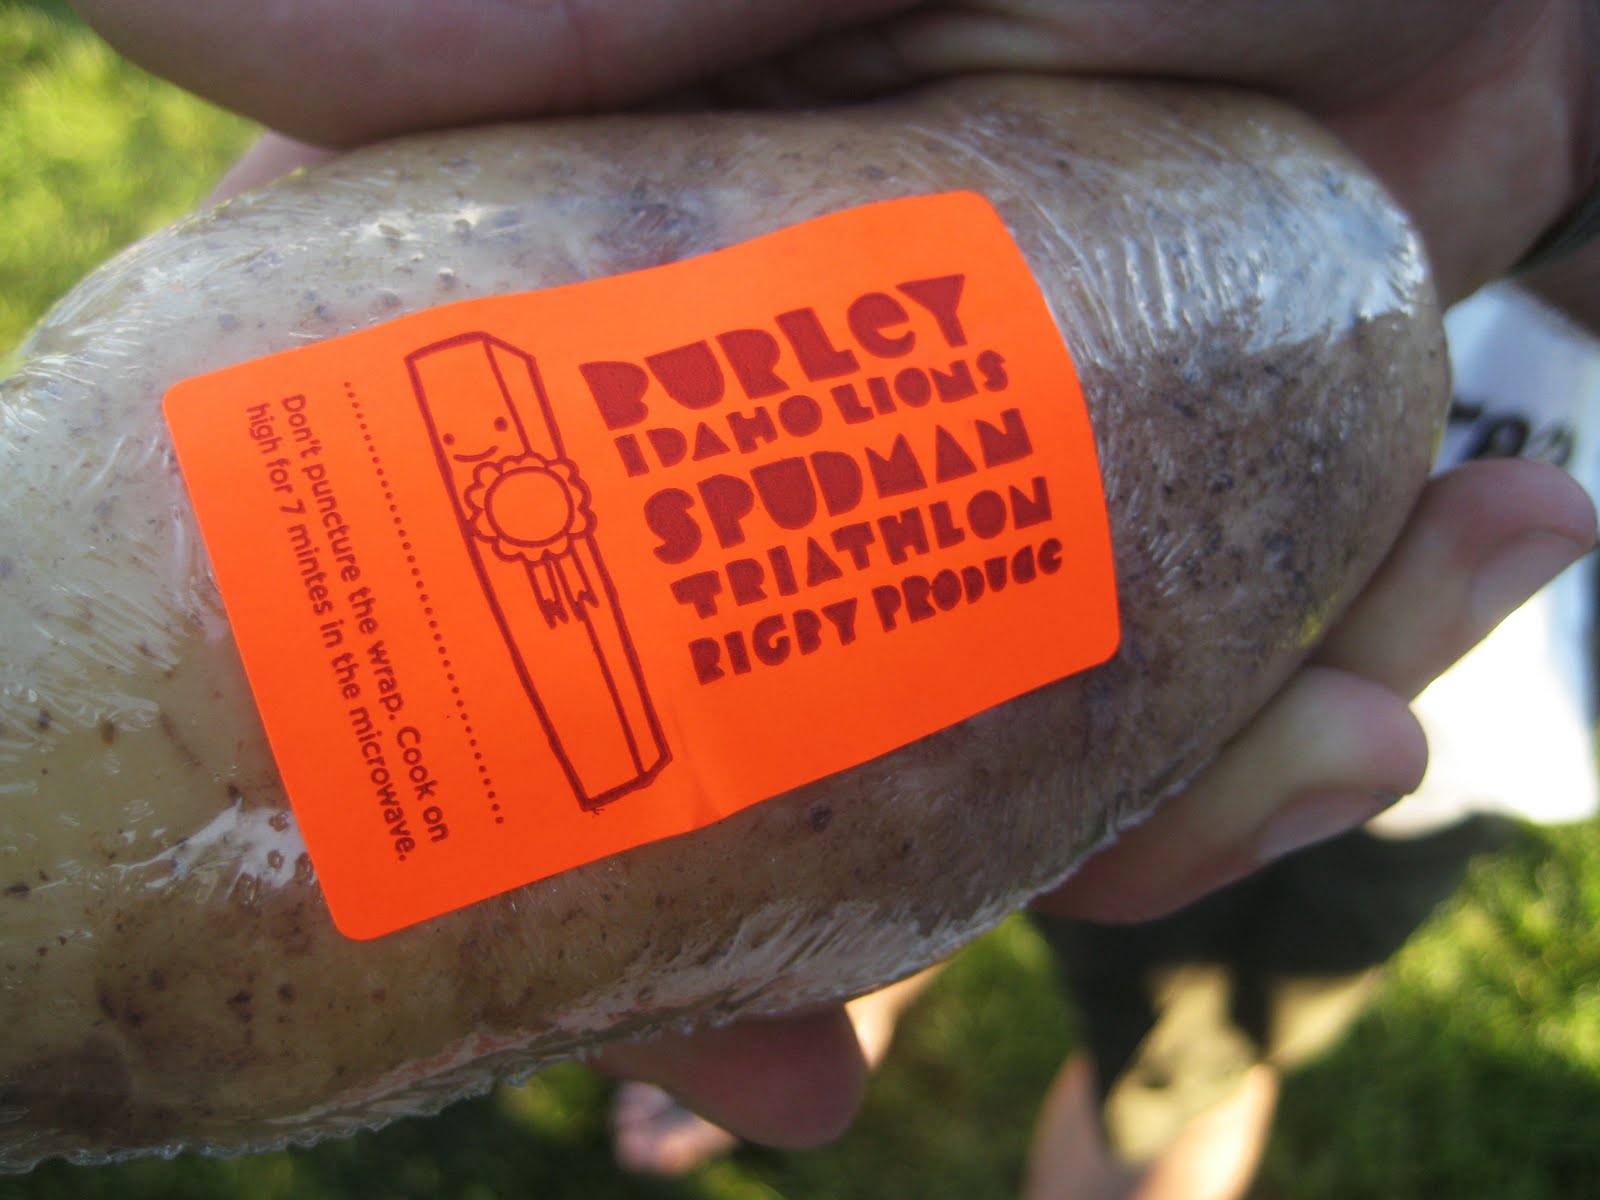 BURLEY
IDAHO LIONS
SPUDMAN
TRIATHLON
RIGBY PRODUCE
Don't puncture the wrap. Cook on
high for 7 mintes in the microwave.